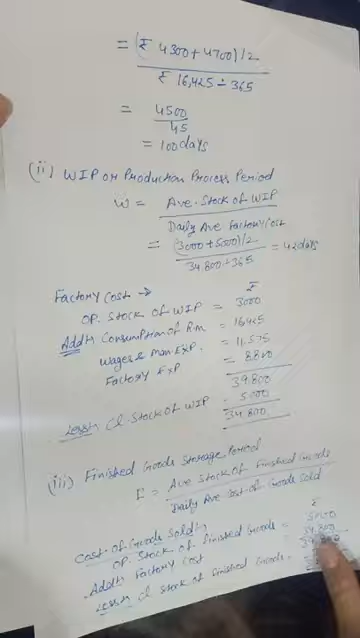 = (₹ 4300 + 4700)/2
₹ 16,425 ÷ 365
= 4500
45
= 100 days
(ii) WIP or Production Process Period
W = Ave. Stock of WIP
Daily Ave Factory Cost
= (3000 + 5000)/2 = 42 days
34.800 ÷ 365
Factory Cost → ₹
OP. Stock of WIP = 3000
Add:- Consumption of Rm = 16425
Wages & Man. Exp. = 11,575
Factory Exp = 8800
39.800
Less:- Cl. Stock of WIP 5000
34.800
(iii) Finished Goods Storage Period
F = Ave Stock of Finished Goods
Daily Ave Cost of Goods Sold
Cost of Goods Sold:- ₹
OP. Stock of Finished Goods =
Add:- Factory Cost = 34.800
Less:- Cl Stock of Finished Goods =